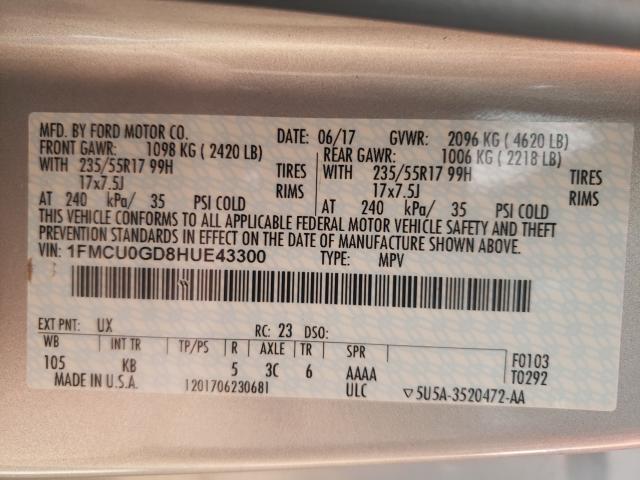 MFD. BY FORD MOTOR CO. DATE: 06/17 GVWR: 2096 KG ( 4620 LB)
FRONT GAWR: 1098 KG ( 2420 LB) REAR GAWR: 1006 KG ( 2218 LB)
WITH 235/55R17 99H TIRES WITH 235/55R17 99H TIRES
17x7.5J RIMS 17x7.5J RIMS
AT 240 kPa/ 35 PSI COLD AT 240 kPa/ 35 PSI COLD
THIS VEHICLE CONFORMS TO ALL APPLICABLE FEDERAL MOTOR VEHICLE SAFETY AND THEFT
PREVENTION STANDARDS IN EFFECT ON THE DATE OF MANUFACTURE SHOWN ABOVE.
VIN: 1FMCU0GD8HUE43300 TYPE: MPV
EXT PNT: UX RC: 23 DSO:
WB INT TR TP/PS R AXLE TR SPR
105 KB 5 3C 6 AAAA
F0103
T0292
MADE IN U.S.A. 1201706230681 ULC ▽5U5A-3520472-AA